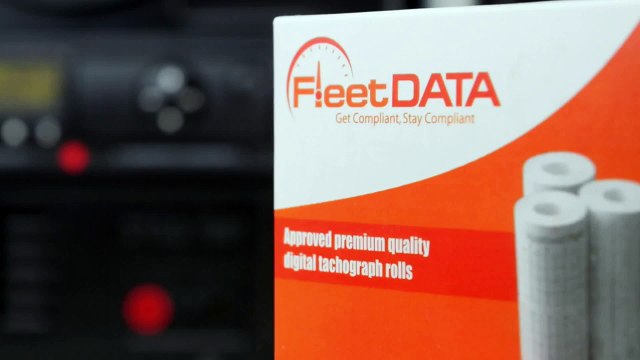 FleetDATA
Get Compliant, Stay Compliant
Approved premium quality
digital tachograph rolls